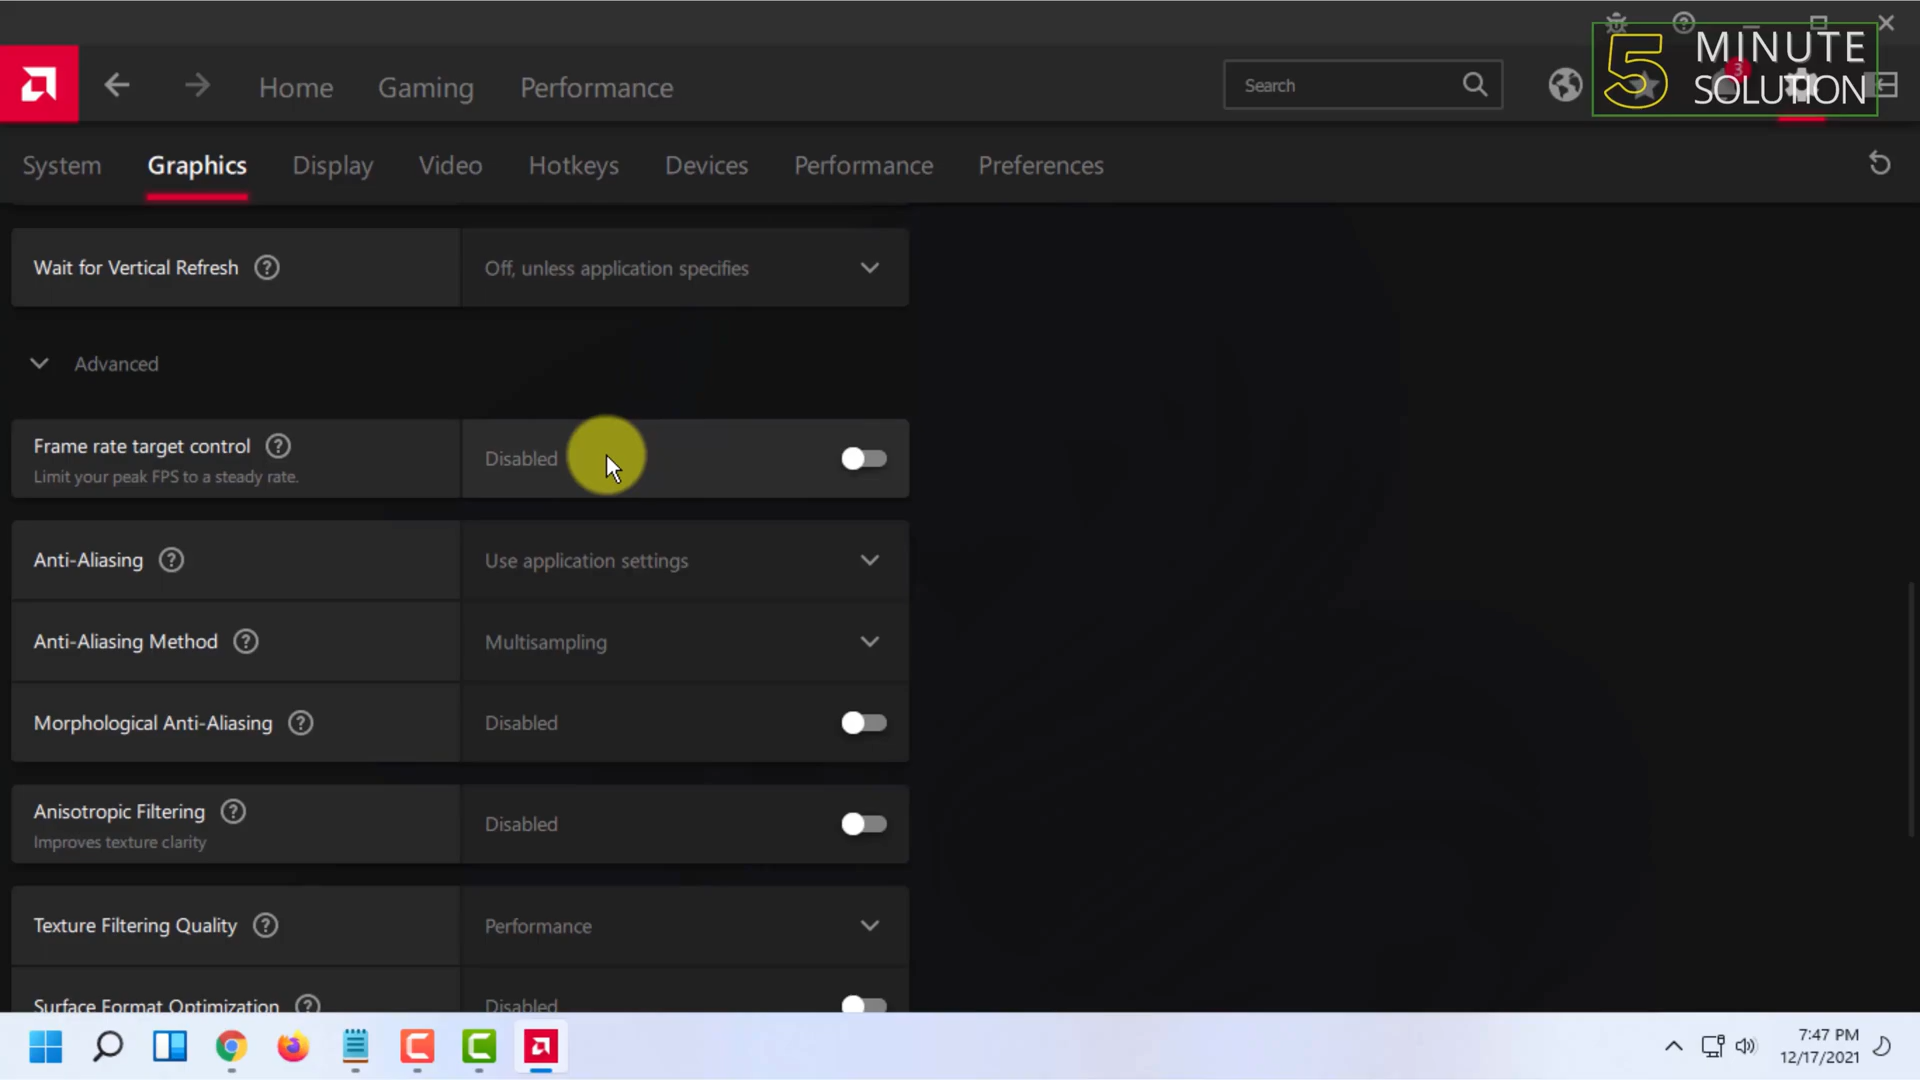 5 MINUTE
SOLUTION
Home Gaming Performance
Search
3
System Graphics Display Video Hotkeys Devices Performance Preferences
Wait for Vertical Refresh ? Off, unless application specifies
Advanced
Frame rate target control ? Disabled
Limit your peak FPS to a steady rate.
Anti-Aliasing ? Use application settings
Anti-Aliasing Method ? Multisampling
Morphological Anti-Aliasing ? Disabled
Anisotropic Filtering ? Disabled
Improves texture clarity
Texture Filtering Quality ? Performance
Surface Format Optimization ? Disabled
7:47 PM
12/17/2021